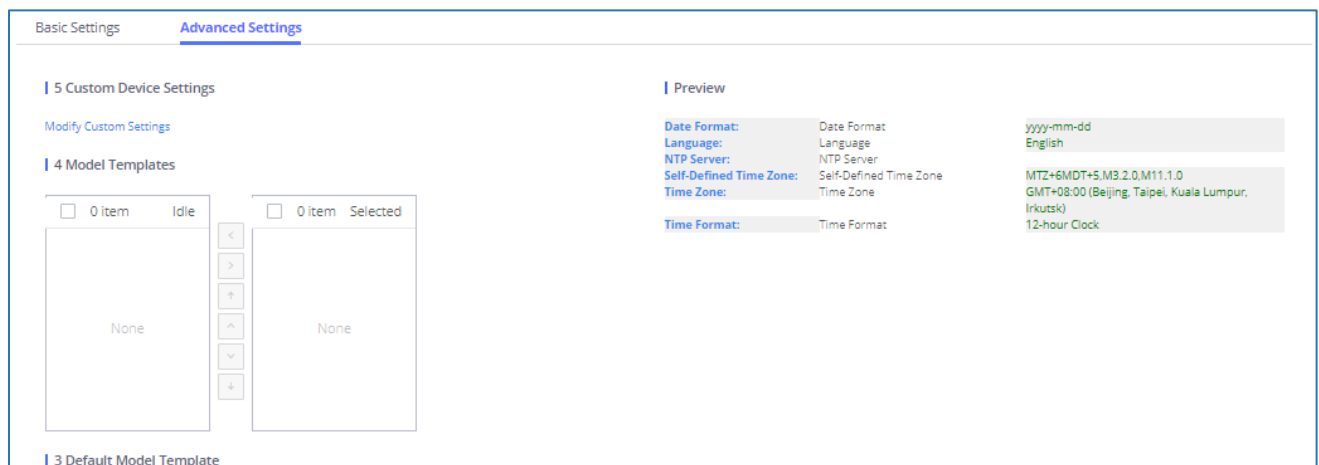 Basic Settings Advanced Settings
5 Custom Device Settings
Modify Custom Settings
4 Model Templates
0 item Idle
None
0 item Selected
None
3 Default Model Template
Preview
Date Format: Date Format yyyy-mm-dd
Language: Language English
NTP Server: NTP Server
Self-Defined Time Zone: Self-Defined Time Zone MTZ+6MDT+5,M3.2.0,M11.1.0
Time Zone: Time Zone GMT+08:00 (Beijing, Taipei, Kuala Lumpur,
Irkutsk)
Time Format: Time Format 12-hour Clock